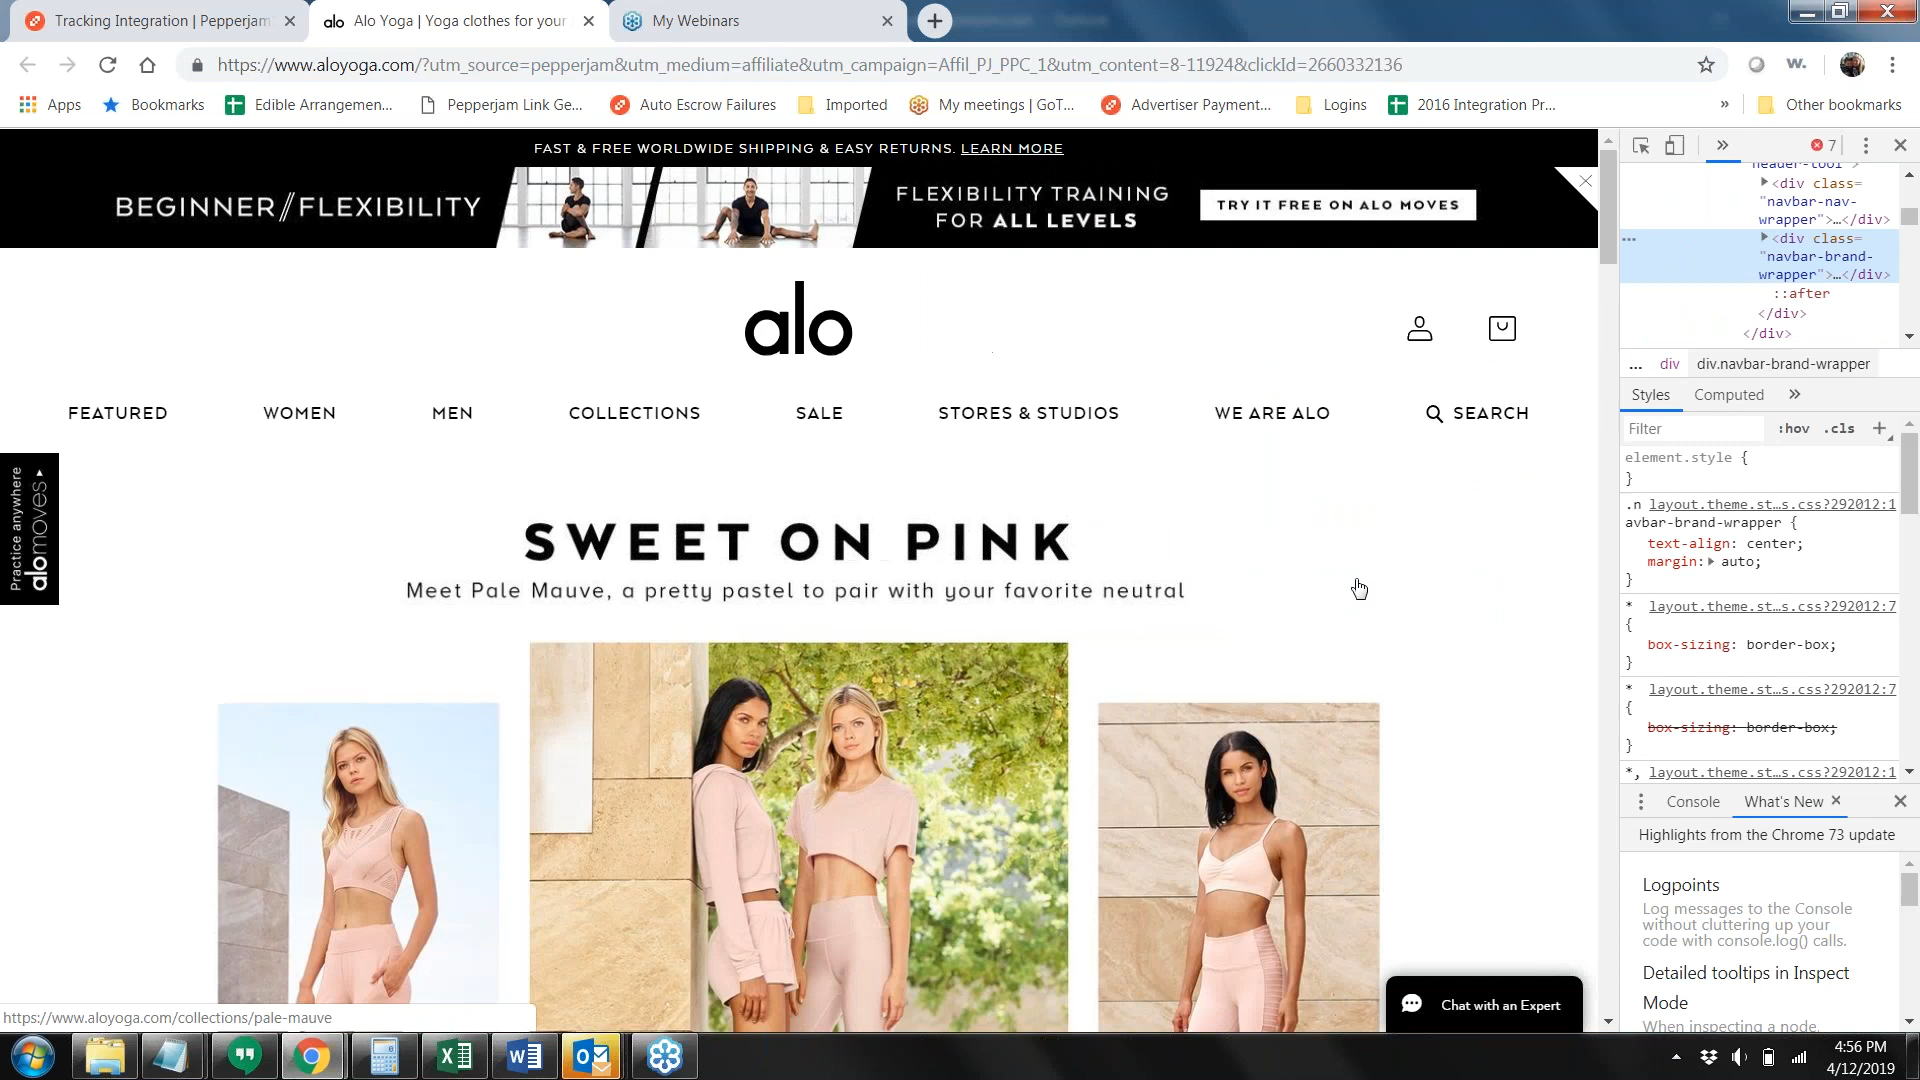 Tracking Integration | Pepperjam
alo Alo Yoga | Yoga clothes for your
My Webinars
https://www.aloyoga.com/?utm_source=pepperjam&utm_medium=affiliate&utm_campaign=Affil_PJ_PPC_1&utm_content=8-11924&clickId=2660332136
w.
Apps
Bookmarks
Edible Arrangemen...
Pepperjam Link Ge...
Auto Escrow Failures
Imported
My meetings | GoT...
Advertiser Payment...
Logins
2016 Integration Pr...
»
Other bookmarks
FAST & FREE WORLDWIDE SHIPPING & EASY RETURNS. LEARN MORE
BEGINNER//FLEXIBILITY
FLEXIBILITY TRAINING
FOR ALL LEVELS
TRY IT FREE ON ALO MOVES
alo
FEATURED
WOMEN
MEN
COLLECTIONS
SALE
STORES & STUDIOS
WE ARE ALO
SEARCH
Practice anywhere
alomoves
SWEET ON PINK
Meet Pale Mauve, a pretty pastel to pair with your favorite neutral
Chat with an Expert
https://www.aloyoga.com/collections/pale-mauve
» 7
header-tool">
<div class=
"navbar-nav-
wrapper">…</div>
... <div class=
"navbar-brand-
wrapper">…</div>
::after
</div>
</div>
... div div.navbar-brand-wrapper
Styles Computed »
Filter :hov .cls +
element.style {
}
.n layout.theme.st…s.css?292012:1
avbar-brand-wrapper {
text-align: center;
margin: auto;
}
* layout.theme.st…s.css?292012:7
{
box-sizing: border-box;
}
* layout.theme.st…s.css?292012:7
{
box-sizing: border-box;
}
*, layout.theme.st…s.css?292012:1
Console What's New
Highlights from the Chrome 73 update
Logpoints
Log messages to the Console
without cluttering up your
code with console.log() calls.
Detailed tooltips in Inspect
Mode
When inspecting a node,
4:56 PM
4/12/2019